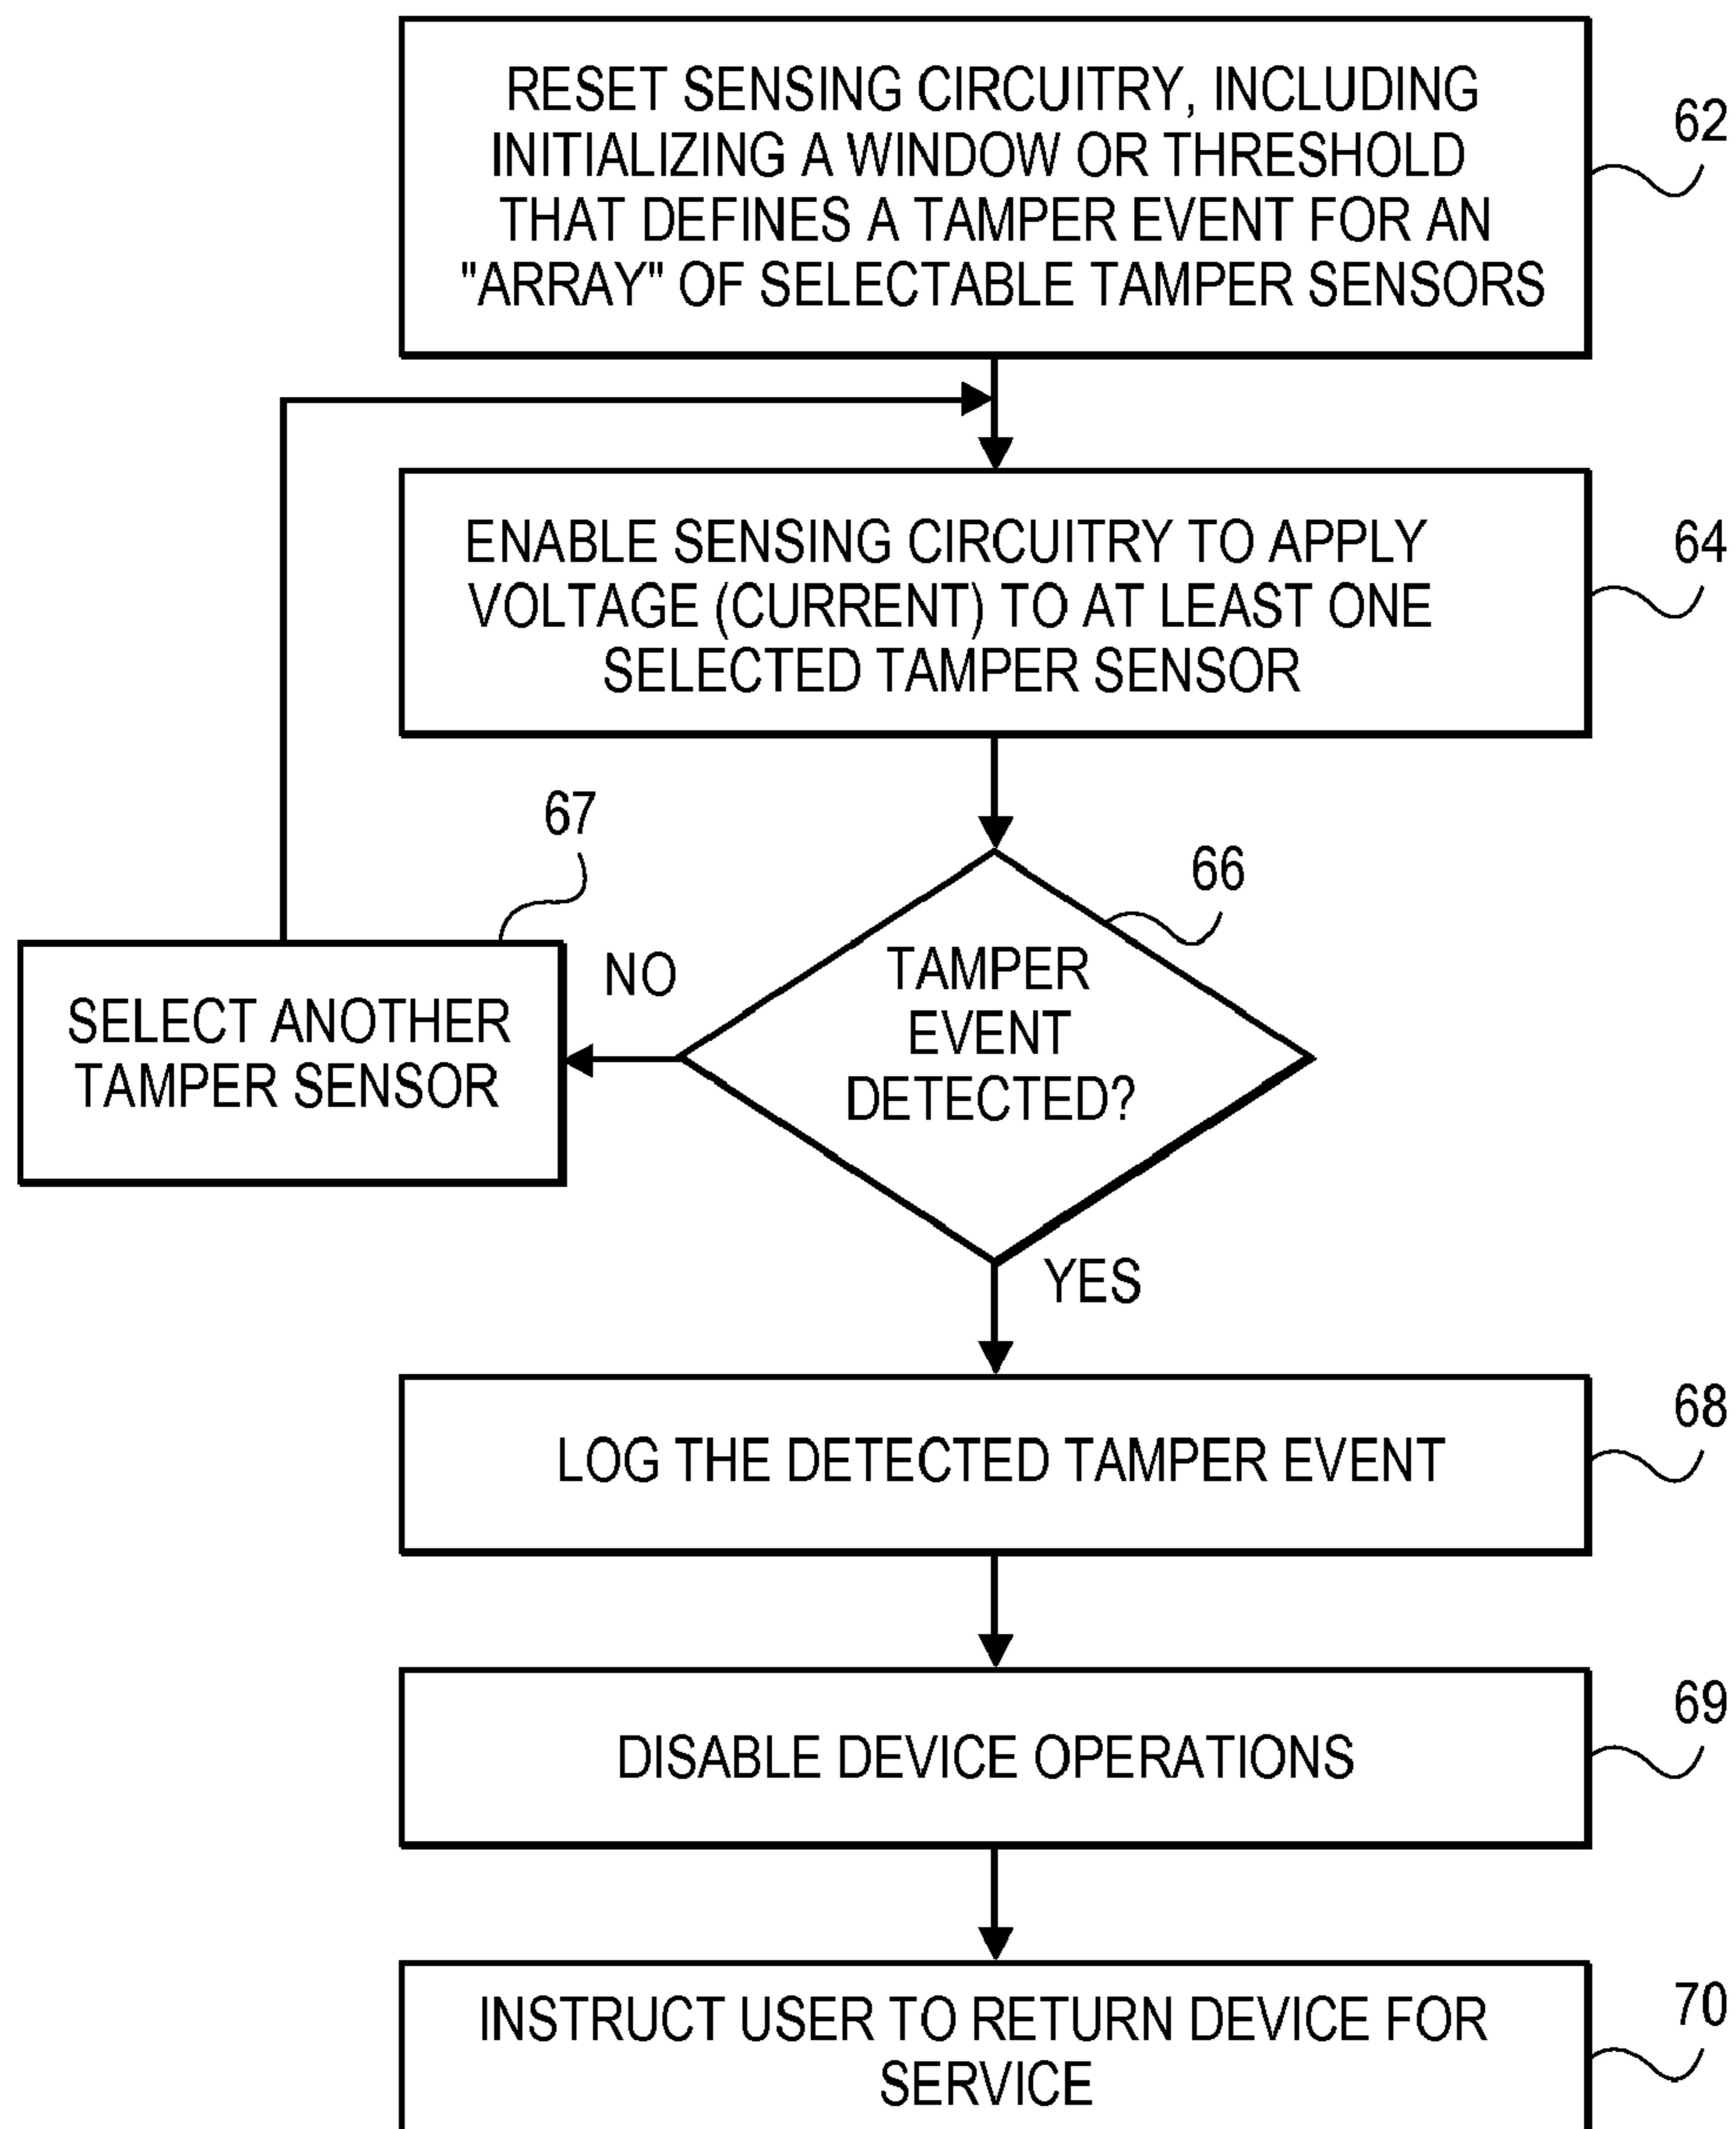 RESET SENSING CIRCUITRY, INCLUDING
INITIALIZING A WINDOW OR THRESHOLD
THAT DEFINES A TAMPER EVENT FOR AN
"ARRAY" OF SELECTABLE TAMPER SENSORS
62
ENABLE SENSING CIRCUITRY TO APPLY
VOLTAGE (CURRENT) TO AT LEAST ONE
SELECTED TAMPER SENSOR
64
67
66
NO
TAMPER
EVENT
DETECTED?
SELECT ANOTHER
TAMPER SENSOR
YES
LOG THE DETECTED TAMPER EVENT
68
DISABLE DEVICE OPERATIONS
69
INSTRUCT USER TO RETURN DEVICE FOR
SERVICE
70